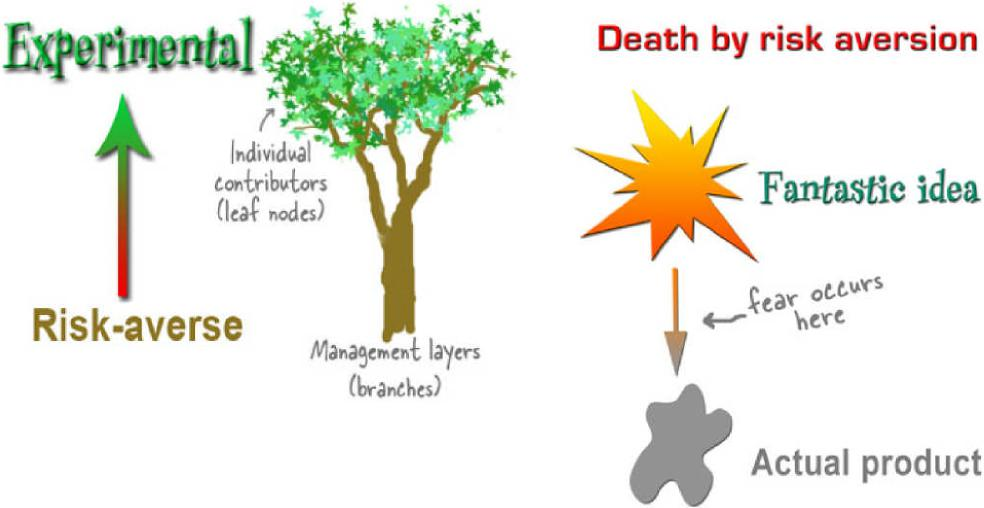 Experimental
Individual
contributors
(leaf nodes)
Risk-averse
Management layers
(branches)
Death by risk aversion
Fantastic idea
fear occurs
here
Actual product